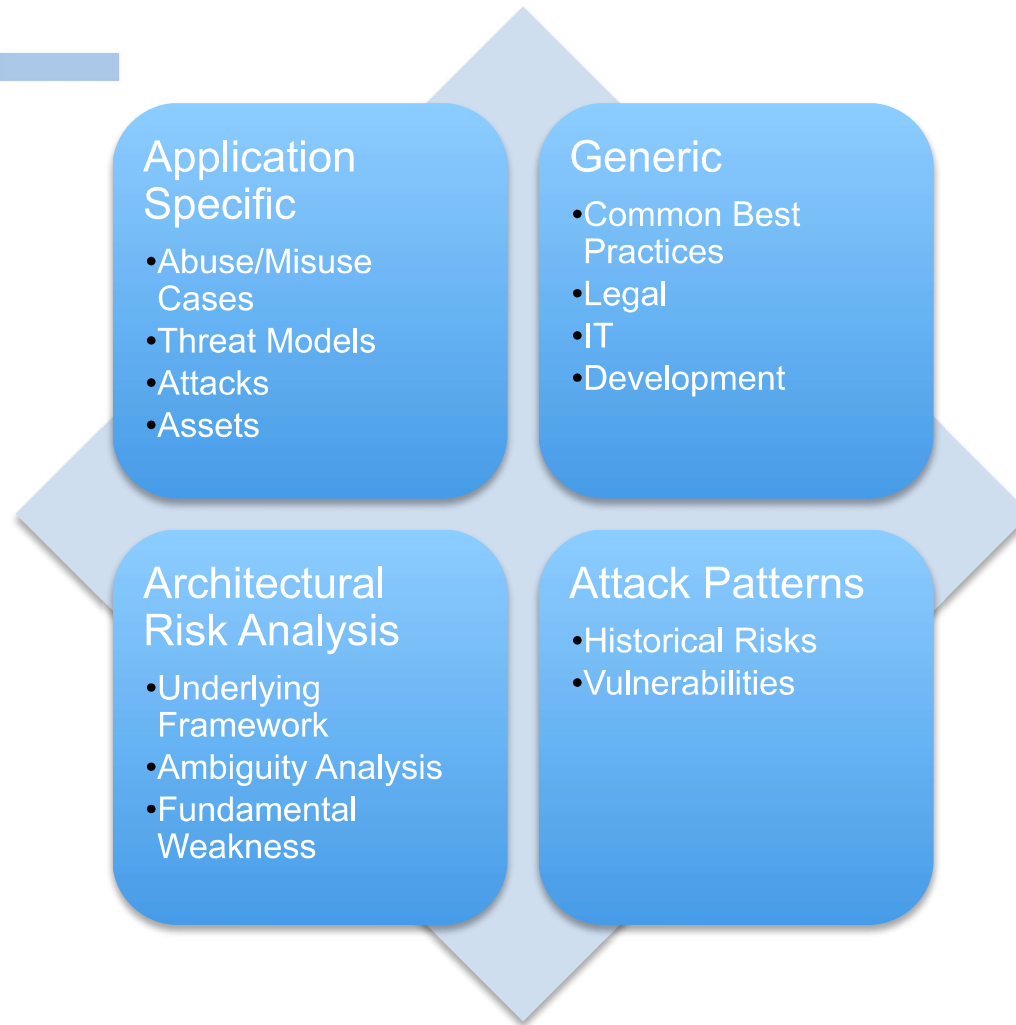 Application
Specific
•Abuse/Misuse
Cases
•Threat Models
•Attacks
•Assets
Generic
•Common Best
Practices
•Legal
•IT
•Development
Architectural
Risk Analysis
•Underlying
Framework
•Ambiguity Analysis
•Fundamental
Weakness
Attack Patterns
•Historical Risks
•Vulnerabilities